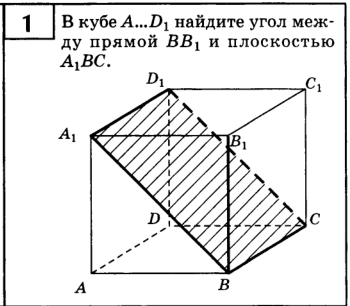 1
В кубе A...D₁ найдите угол меж-
ду прямой BB₁ и плоскостью
A₁BC.
D₁
C₁
A₁
B₁
D
C
A
B